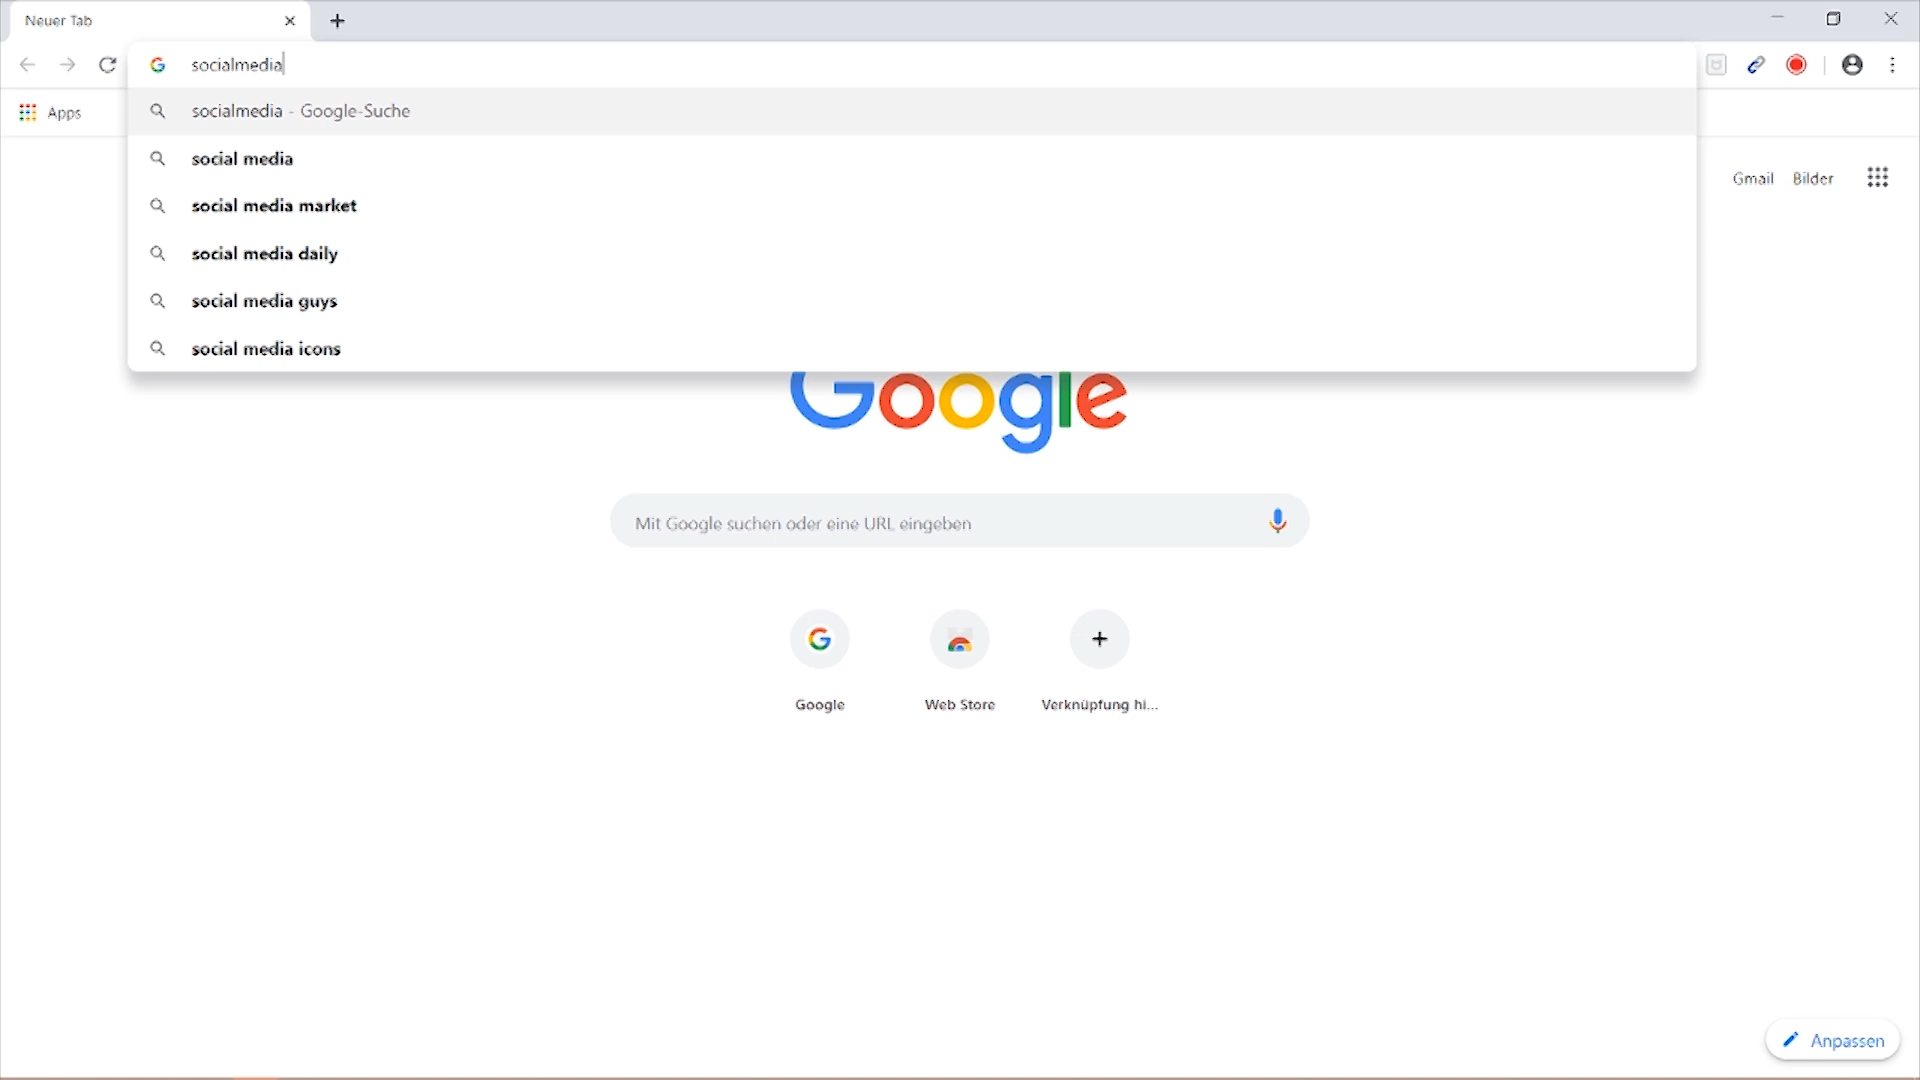 Neuer Tab
socialmedia
Apps
socialmedia - Google-Suche
social media
social media market
social media daily
social media guys
social media icons
Gmail Bilder
Google
Mit Google suchen oder eine URL eingeben
Google Web Store Verknüpfung hi...
Anpassen